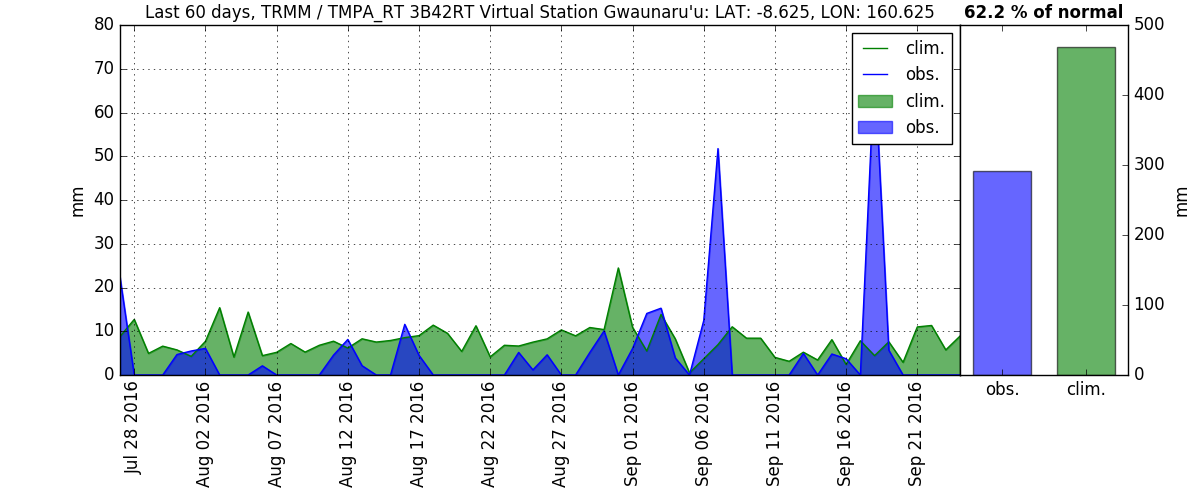 Last 60 days, TRMM / TMPA_RT 3B42RT Virtual Station Gwaunaru'u: LAT: -8.625, LON: 160.625
62.2 % of normal
80
70
60
50
40
30
20
10
0
mm
clim.
obs.
clim.
obs.
500
400
300
200
100
0
mm
obs.
clim.
Jul 28 2016
Aug 02 2016
Aug 07 2016
Aug 12 2016
Aug 17 2016
Aug 22 2016
Aug 27 2016
Sep 01 2016
Sep 06 2016
Sep 11 2016
Sep 16 2016
Sep 21 2016